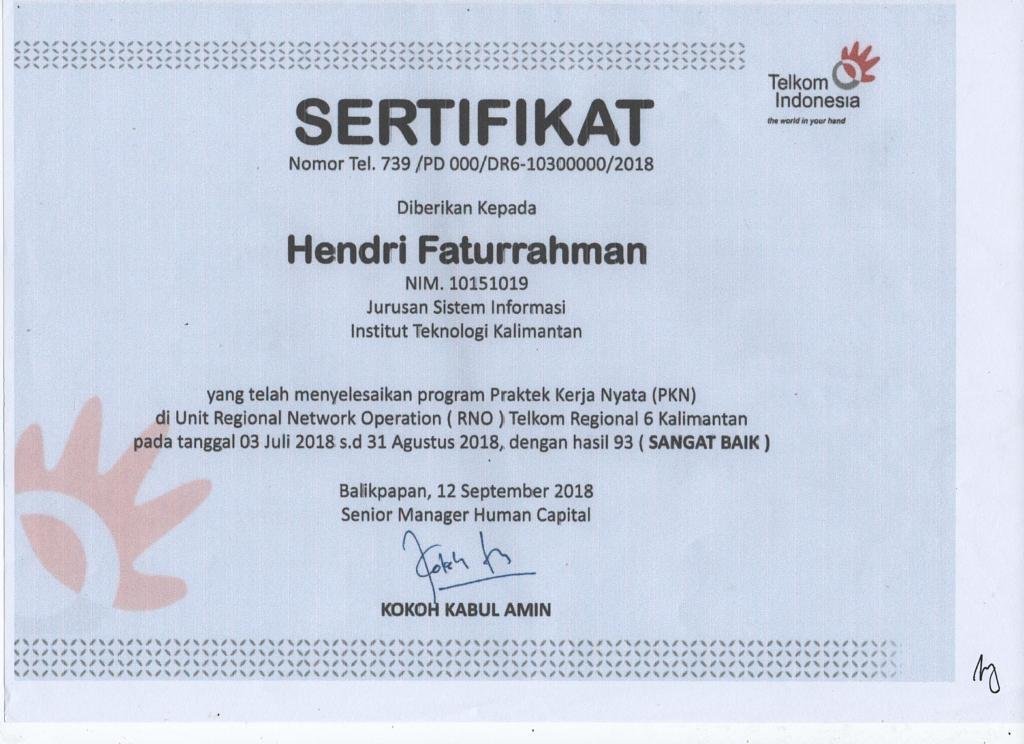 Telkom
Indonesia
the world in your hand
SERTIFIKAT
Nomor Tel. 739 /PD 000/DR6-10300000/2018
Diberikan Kepada
Hendri Faturrahman
NIM. 10151019
Jurusan Sistem Informasi
Institut Teknologi Kalimantan
yang telah menyelesaikan program Praktek Kerja Nyata (PKN)
di Unit Regional Network Operation ( RNO ) Telkom Regional 6 Kalimantan
pada tanggal 03 Juli 2018 s.d 31 Agustus 2018, dengan hasil 93 ( SANGAT BAIK )
Balikpapan, 12 September 2018
Senior Manager Human Capital
KOKOH KABUL AMIN